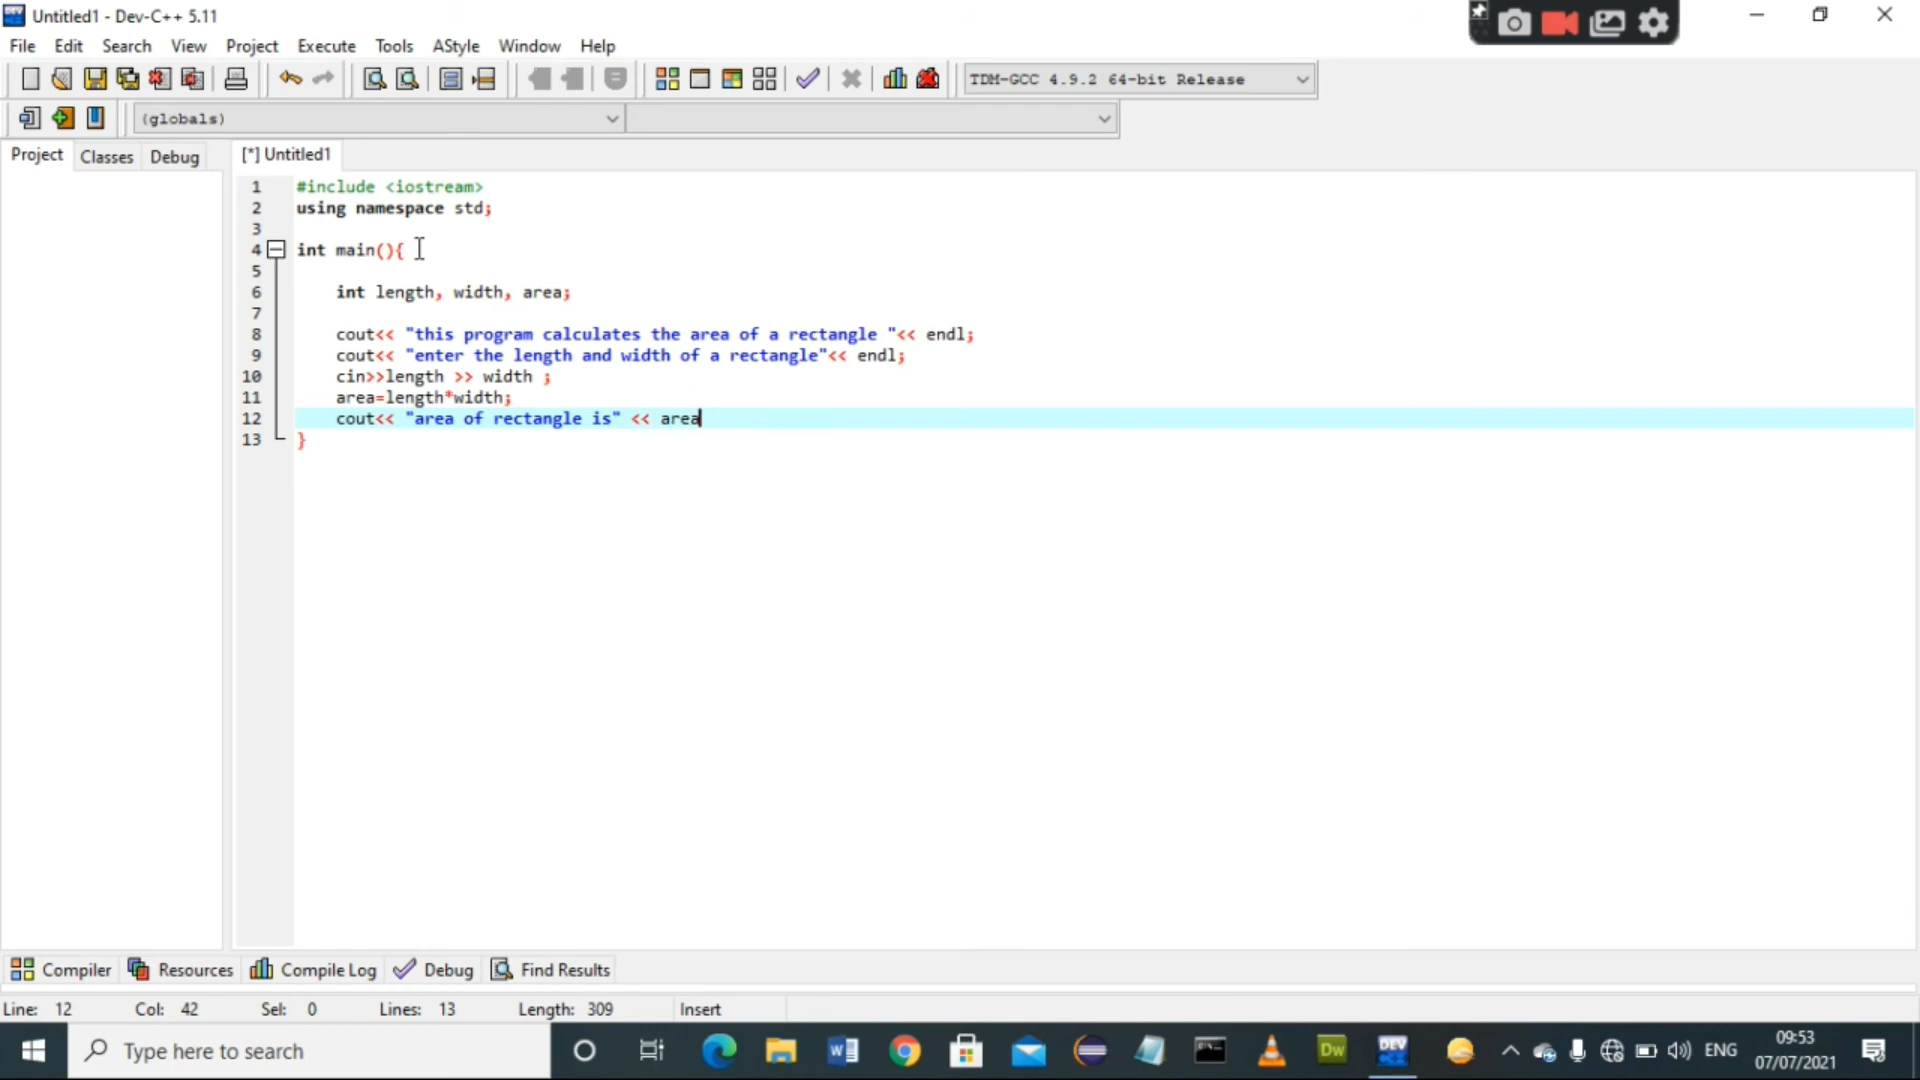 Untitled1 - Dev-C++ 5.11
File Edit Search View Project Execute Tools AStyle Window Help
TDM-GCC 4.9.2 64-bit Release
(globals)
Project Classes Debug [*] Untitled1
1 #include <iostream>
2 using namespace std;
3
4 int main(){
5
6 int length, width, area;
7
8 cout<< "this program calculates the area of a rectangle "<< endl;
9 cout<< "enter the length and width of a rectangle"<< endl;
10 cin>>length >> width ;
11 area=length*width;
12 cout<< "area of rectangle is" << area
13 }
Compiler Resources Compile Log Debug Find Results
Line: 12 Col: 42 Sel: 0 Lines: 13 Length: 309 Insert
Type here to search
Dw
DEV
ENG
09:53
07/07/2021